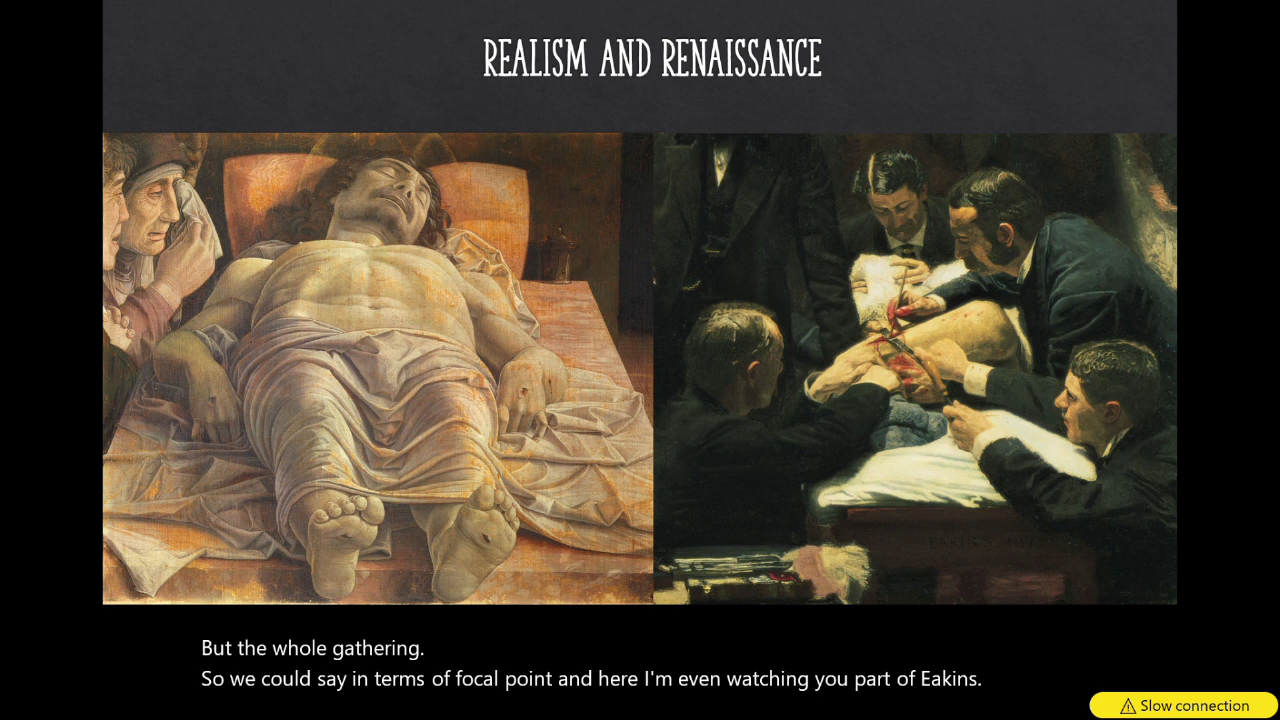 REALISM AND RENAISSANCE
EAKINS
But the whole gathering.
So we could say in terms of focal point and here I'm even watching you part of Eakins.
Slow connection